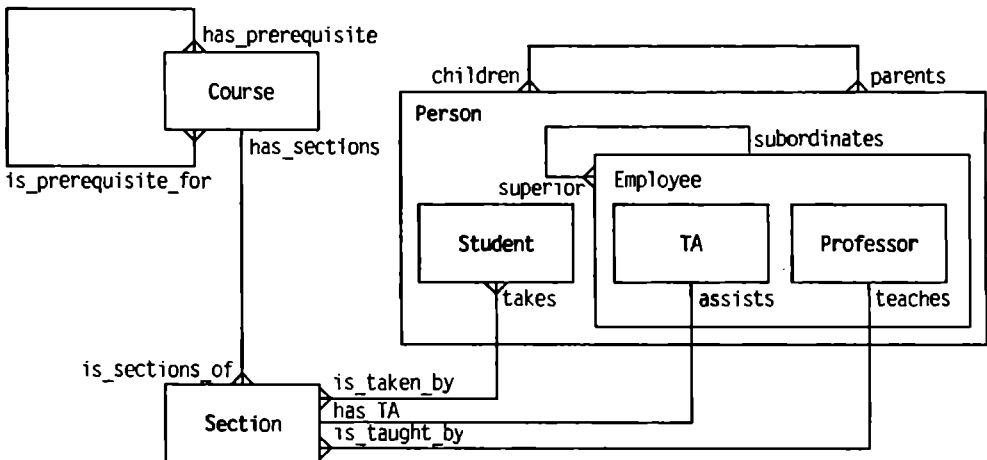 has_prerequisite
Course
has_sections
is_prerequisite_for
children
parents
Person
subordinates
superior
Employee
Student
TA
Professor
takes
assists
teaches
is_sections_of
is_taken_by
has_TA
is_taught_by
Section